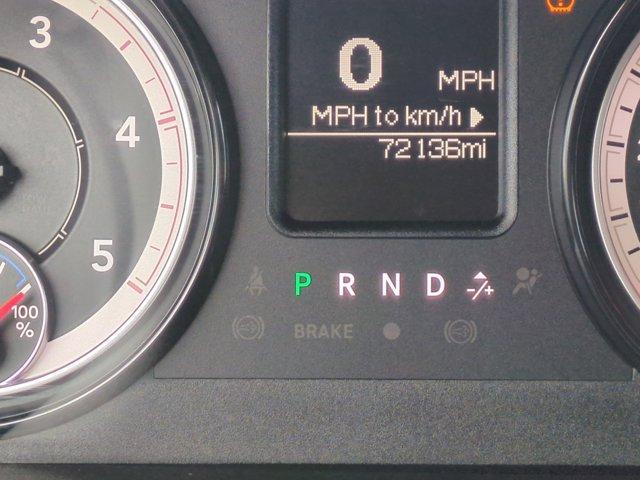 3
4
5
100
%
0 MPH
MPH to km/h
72136mi
P R N D -/+
BRAKE